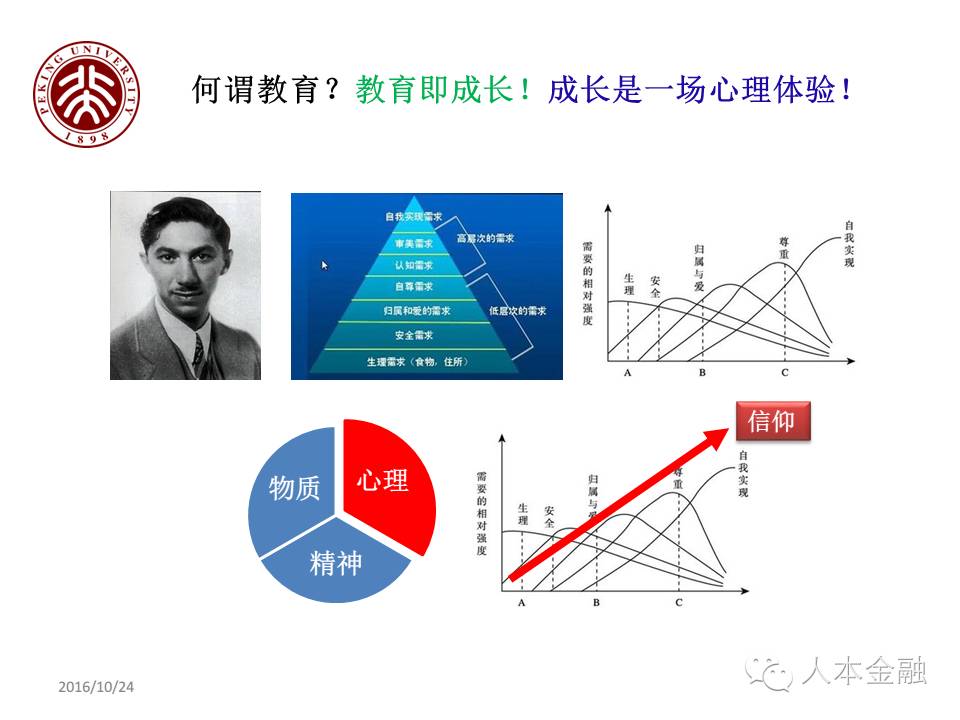 PEKING UNIVERSITY
1898
何谓教育？教育即成长！成长是一场心理体验！
自我实现需求
审美需求
认知需求
自尊需求
归属和爱的需求
安全需求
生理需求（食物，住所）
高层次的需求
低层次的需求
需要的相对强度
生理
安全
归属与爱
尊重
自我实现
A B C
物质
心理
精神
信仰
需要的相对强度
生理
安全
归属与爱
尊重
自我实现
A B C
2016/10/24
人本金融